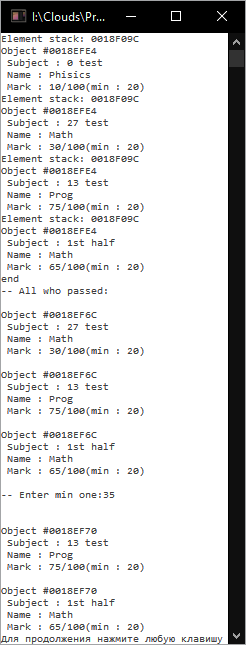 I:\Clouds\Pr...
Element stack: 0018F09C
Object #0018EFE4
Subject : 0 test
Name : Phisics
Mark : 10/100(min : 20)
Element stack: 0018F09C
Object #0018EFE4
Subject : 27 test
Name : Math
Mark : 30/100(min : 20)
Element stack: 0018F09C
Object #0018EFE4
Subject : 13 test
Name : Prog
Mark : 75/100(min : 20)
Element stack: 0018F09C
Object #0018EFE4
Subject : 1st half
Name : Math
Mark : 65/100(min : 20)
end
-- All who passed:
Object #0018EF6C
Subject : 27 test
Name : Math
Mark : 30/100(min : 20)
Object #0018EF6C
Subject : 13 test
Name : Prog
Mark : 75/100(min : 20)
Object #0018EF6C
Subject : 1st half
Name : Math
Mark : 65/100(min : 20)
-- Enter min one:35
Object #0018EF70
Subject : 13 test
Name : Prog
Mark : 75/100(min : 20)
Object #0018EF70
Subject : 1st half
Name : Math
Mark : 65/100(min : 20)
Для продолжения нажмите любую клавишу